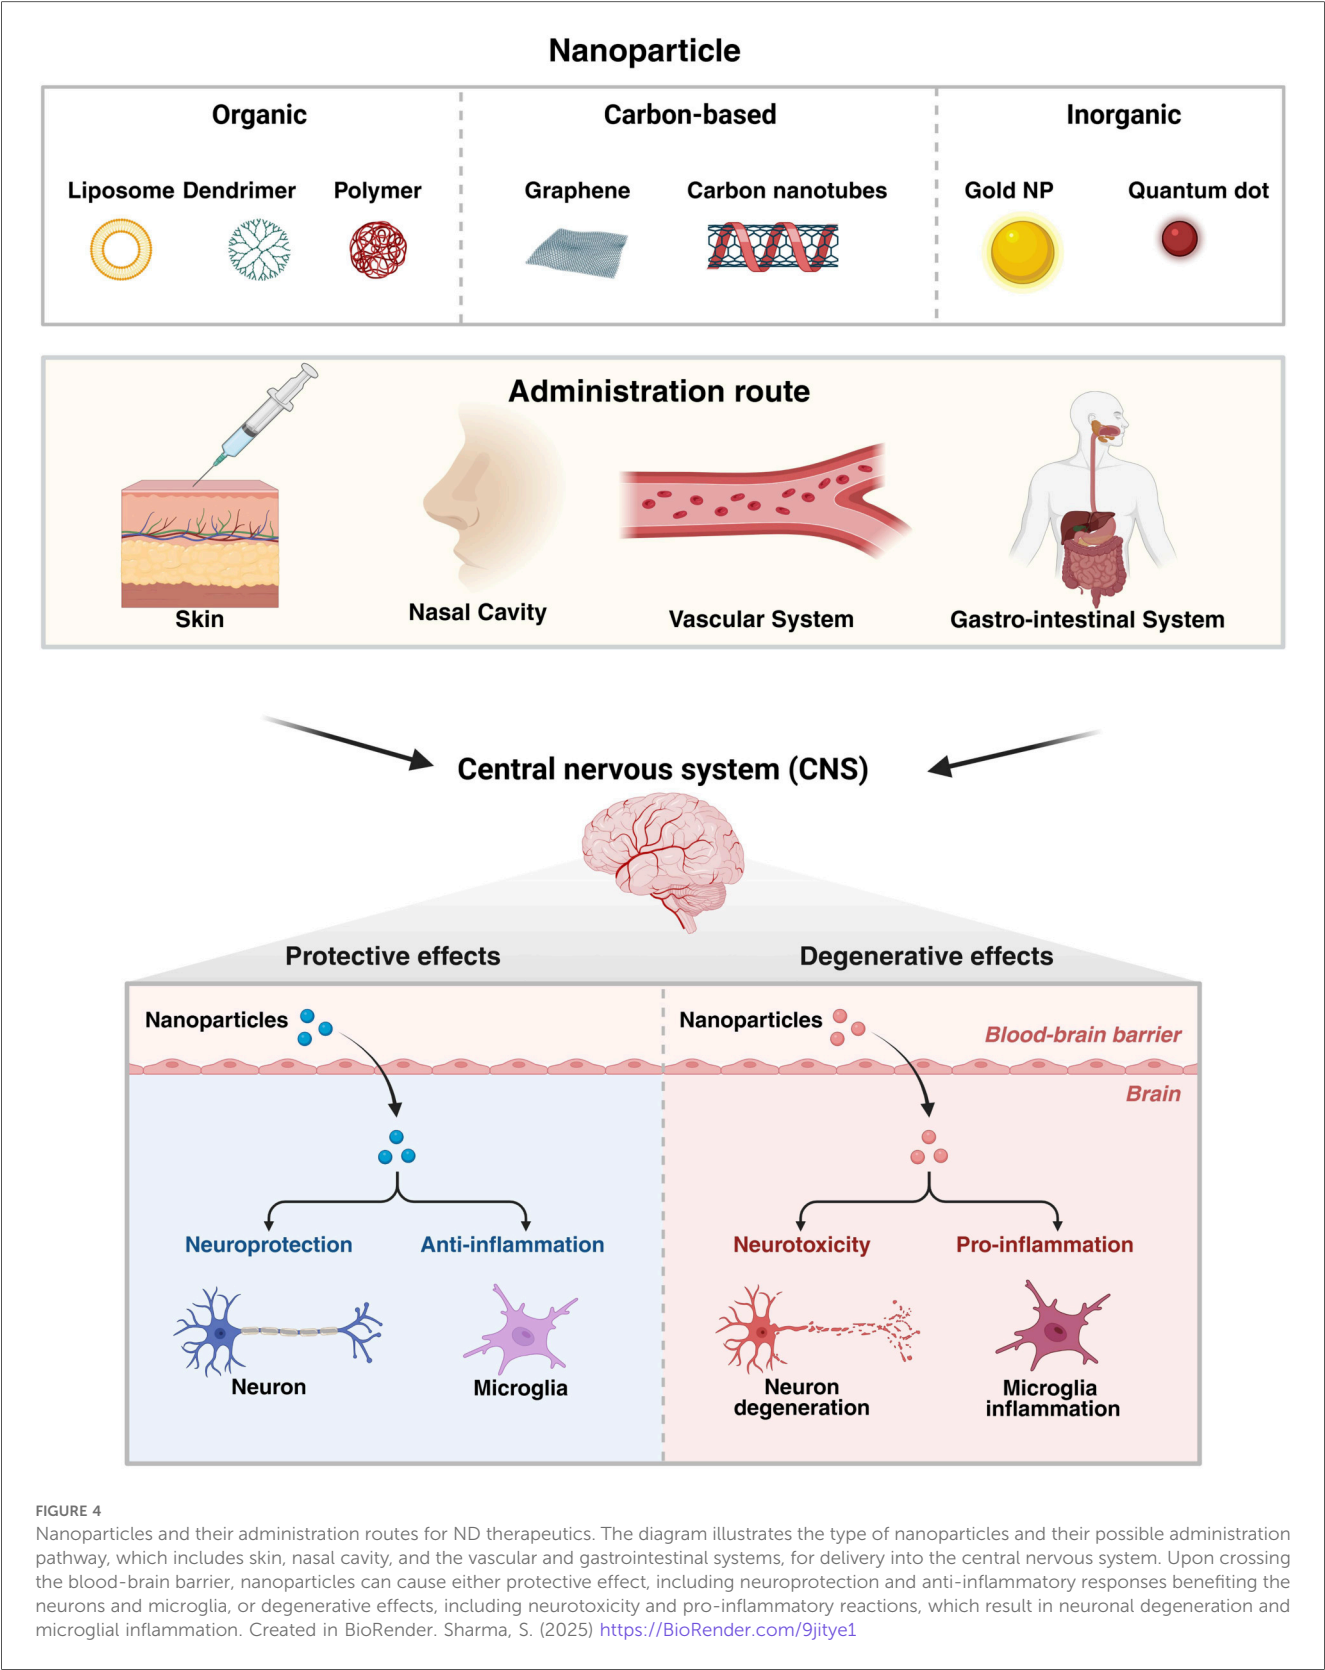 Nanoparticle
Organic
Carbon-based
Inorganic
Liposome
Dendrimer
Polymer
Graphene
Carbon nanotubes
Gold NP
Quantum dot
Administration route
Skin
Nasal Cavity
Vascular System
Gastro-intestinal System
Central nervous system (CNS)
Protective effects
Degenerative effects
Nanoparticles
Nanoparticles
Blood-brain barrier
Brain
Neuroprotection
Anti-inflammation
Neurotoxicity
Pro-inflammation
Neuron
Microglia
Neuron
degeneration
Microglia
inflammation
FIGURE 4
Nanoparticles and their administration routes for ND therapeutics. The diagram illustrates the type of nanoparticles and their possible administration
pathway, which includes skin, nasal cavity, and the vascular and gastrointestinal systems, for delivery into the central nervous system. Upon crossing
the blood-brain barrier, nanoparticles can cause either protective effect, including neuroprotection and anti-inflammatory responses benefiting the
neurons and microglia, or degenerative effects, including neurotoxicity and pro-inflammatory reactions, which result in neuronal degeneration and
microglial inflammation. Created in BioRender. Sharma, S. (2025) https://BioRender.com/9jitye1